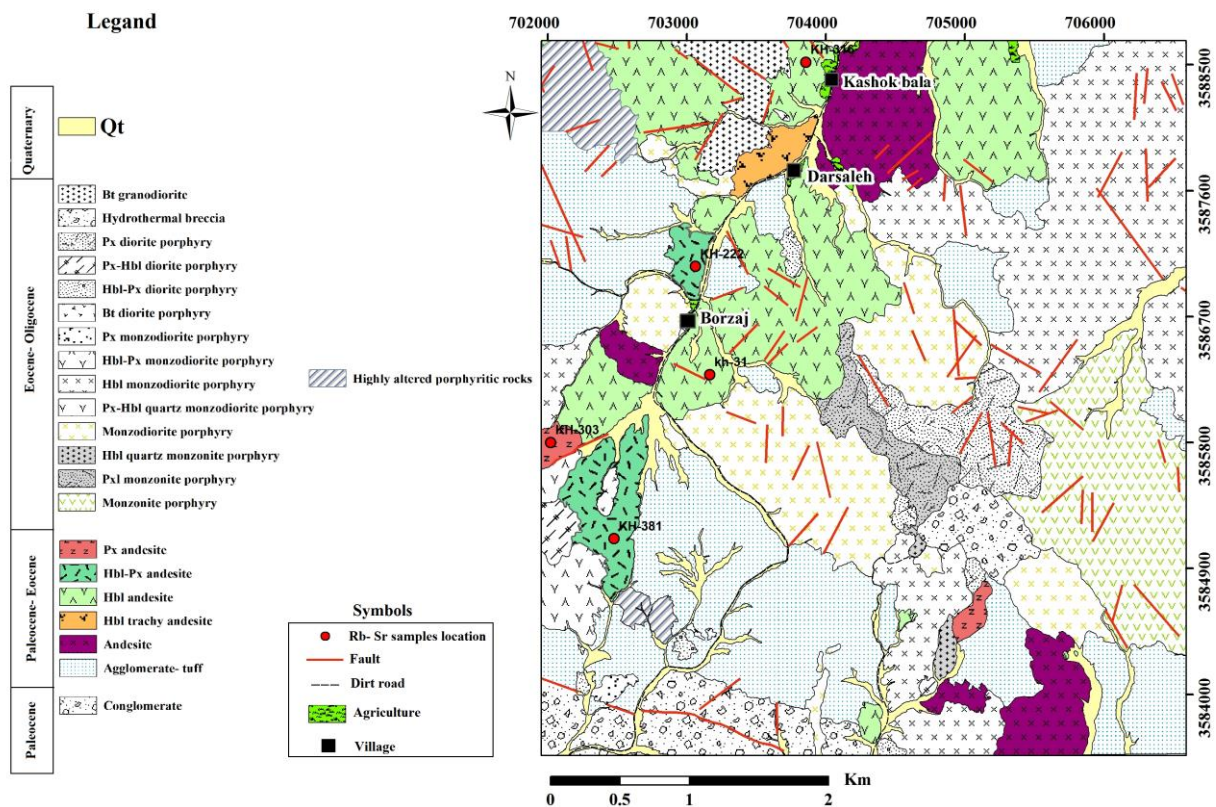 Legand
Quaternary
Qt
Eocene- Oligocene
Bt granodiorite
Hydrothermal breccia
Px diorite porphyry
Px-Hbl diorite porphyry
Hbl-Px diorite porphyry
Bt diorite porphyry
Px monzodiorite porphyry
Hbl-Px monzodiorite porphyry
Hbl monzodiorite porphyry
Px-Hbl quartz monzodiorite porphyry
Monzodiorite porphyry
Hbl quartz monzonite porphyry
Pxl monzonite porphyry
Monzonite porphyry
Highly altered porphyritic rocks
Paleocene- Eocene
Px andesite
Hbl-Px andesite
Hbl andesite
Hbl trachy andesite
Andesite
Agglomerate- tuff
Paleocene
Conglomerate
Symbols
Rb- Sr samples location
Fault
Dirt road
Agriculture
Village
N
702000 703000 704000 705000 706000
3588500
3587600
3586700
3585800
3584900
3584000
KH-316
Kashok bala
Darsaleh
KH-222
Borzaj
kh-31
KH-303
KH-381
Km
0 0.5 1 2